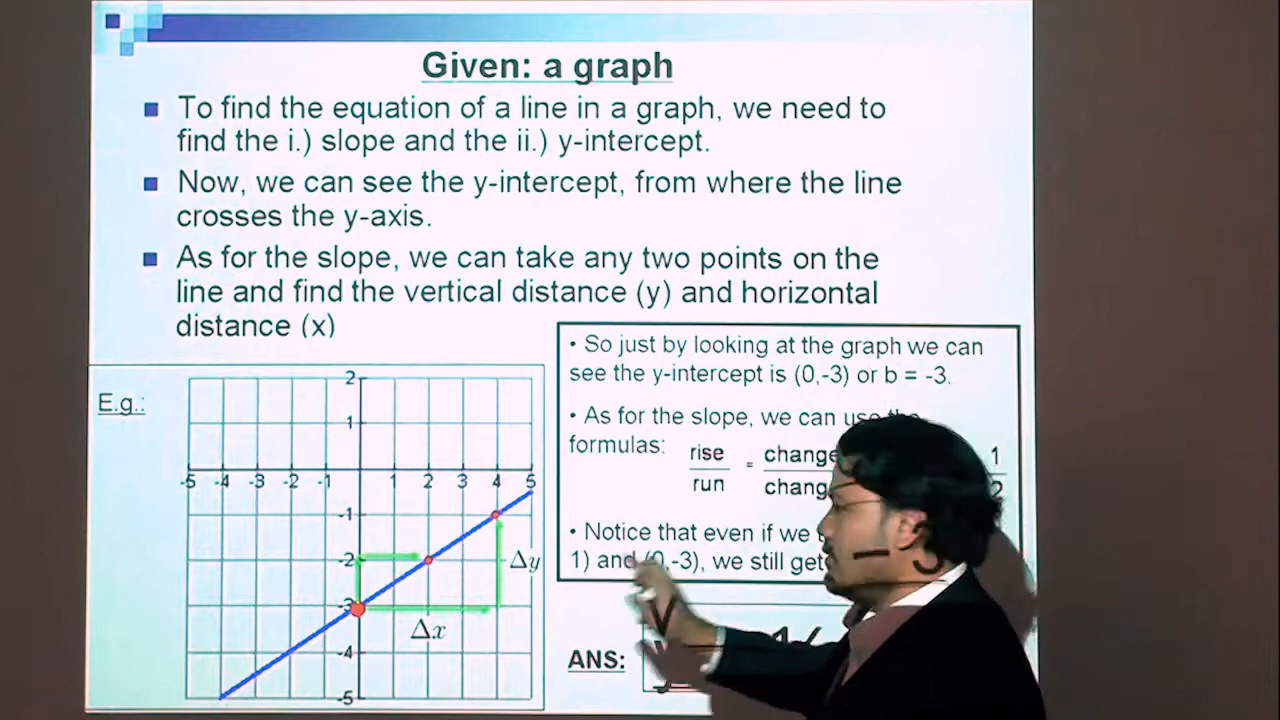 Given: a graph
To find the equation of a line in a graph, we need to
find the i.) slope and the ii.) y-intercept.
Now, we can see the y-intercept, from where the line
crosses the y-axis.
As for the slope, we can take any two points on the
line and find the vertical distance (y) and horizontal
distance (x)
E.g.:
2
1
-5 -4 -3 -2 -1 1 2 3 4 5
-1
-2
-3
-4
-5
Δy
Δx
• So just by looking at the graph we can
see the y-intercept is (0,-3) or b = -3.
• As for the slope, we can use the
formulas:
rise = change 1
run change 2
• Notice that even if we
1) and (0,-3), we still get
ANS: